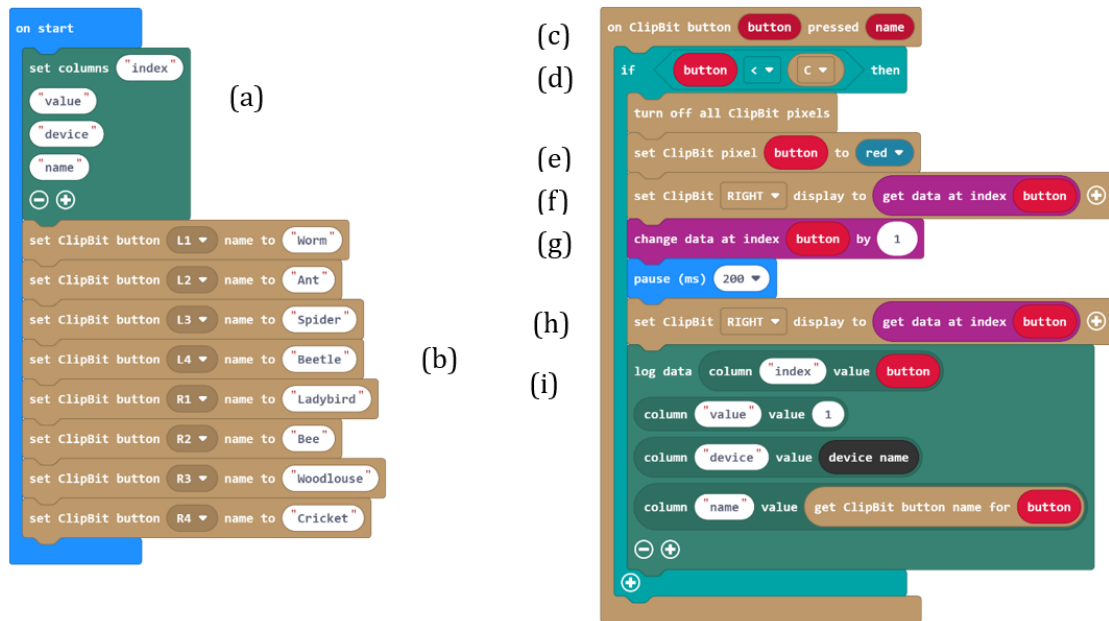 on start
set columns "index"
"value"
"device"
"name"
(a)
set ClipBit button L1 name to "Worm"
set ClipBit button L2 name to "Ant"
set ClipBit button L3 name to "Spider"
set ClipBit button L4 name to "Beetle"
set ClipBit button R1 name to "Ladybird"
set ClipBit button R2 name to "Bee"
set ClipBit button R3 name to "Woodlouse"
set ClipBit button R4 name to "Cricket"
(b)
(c) on ClipBit button button pressed name
(d) if button < C then
turn off all ClipBit pixels
(e) set ClipBit pixel button to red
(f) set ClipBit RIGHT display to get data at index button
(g) change data at index button by 1
pause (ms) 200
(h) set ClipBit RIGHT display to get data at index button
(i) log data column "index" value button
column "value" value 1
column "device" value device name
column "name" value get ClipBit button name for button